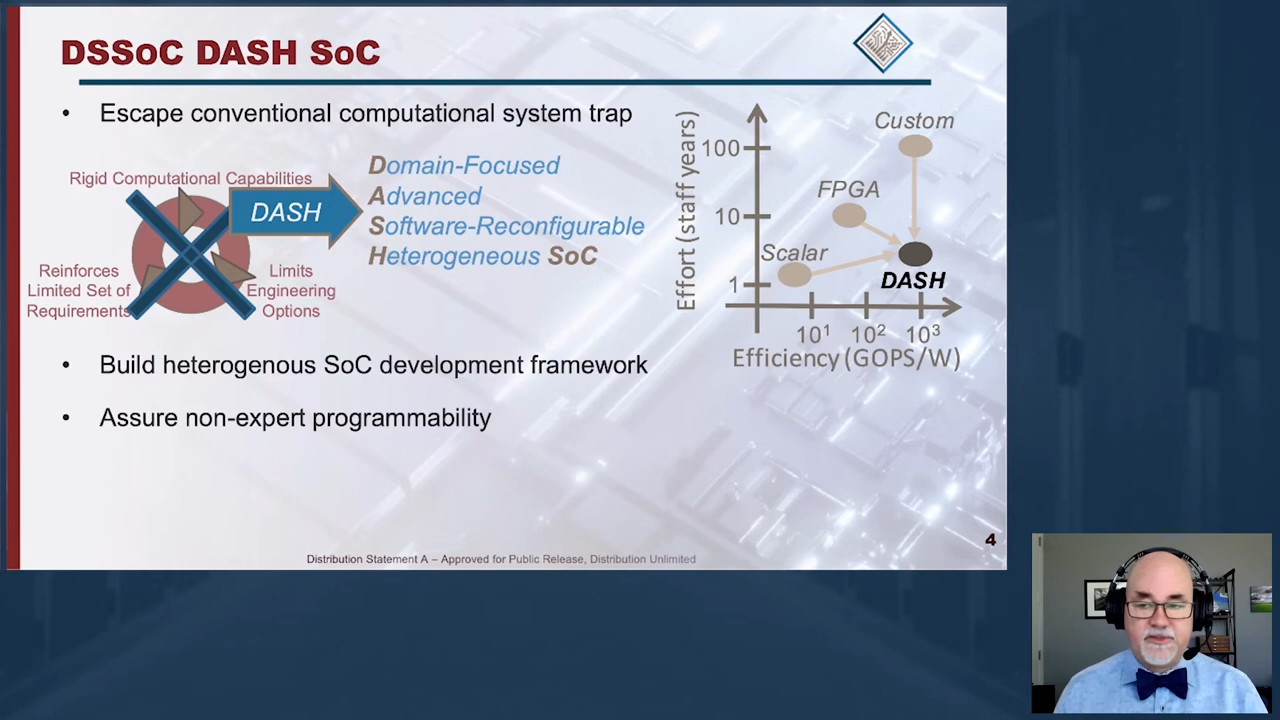 DSSoC DASH SoC
• Escape conventional computational system trap
Rigid Computational Capabilities
DASH
Reinforces
Limited Set of
Requirements
Limits
Engineering
Options
Domain-Focused
Advanced
Software-Reconfigurable
Heterogeneous SoC
Effort (staff years)
100
10
1
Custom
FPGA
Scalar
DASH
10¹ 10² 10³
Efficiency (GOPS/W)
• Build heterogenous SoC development framework
• Assure non-expert programmability
4
Distribution Statement A – Approved for Public Release, Distribution Unlimited